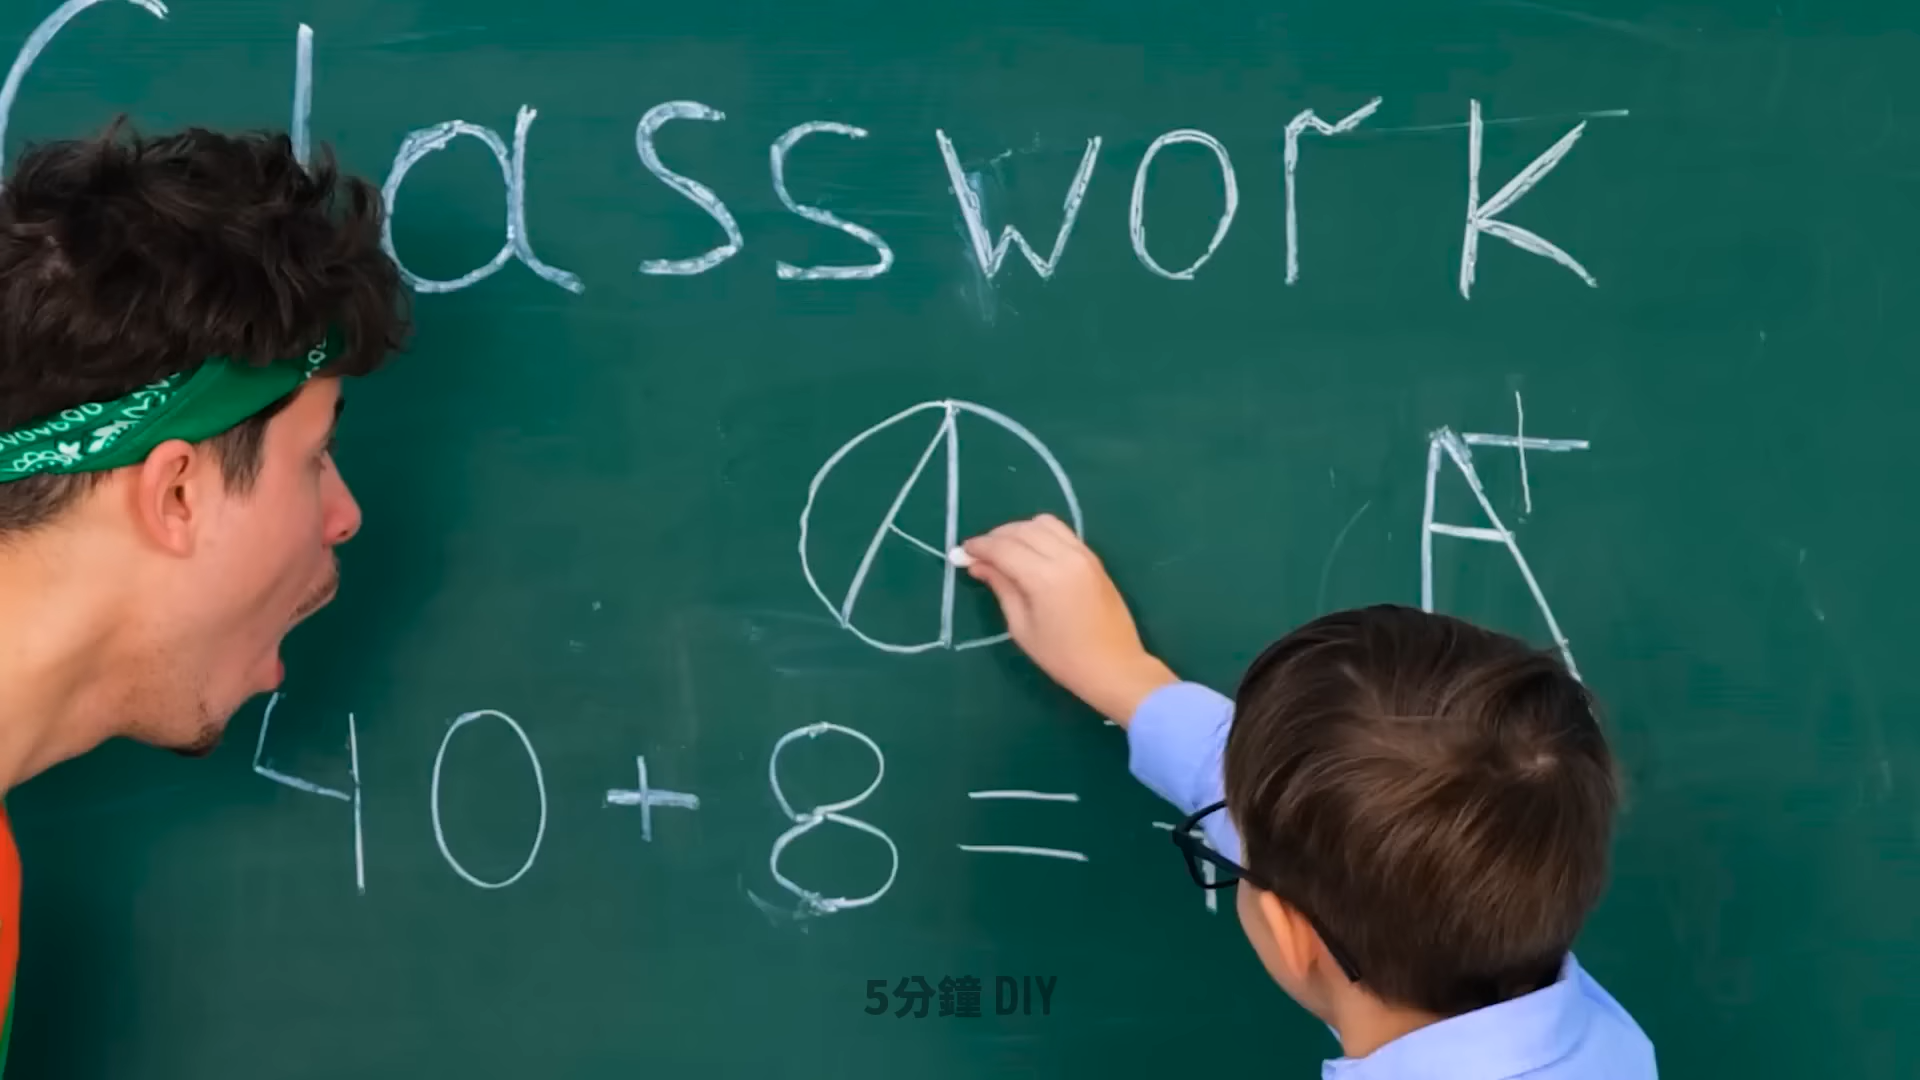 Classwork
A
A+
40+8=
5分鐘 DIY